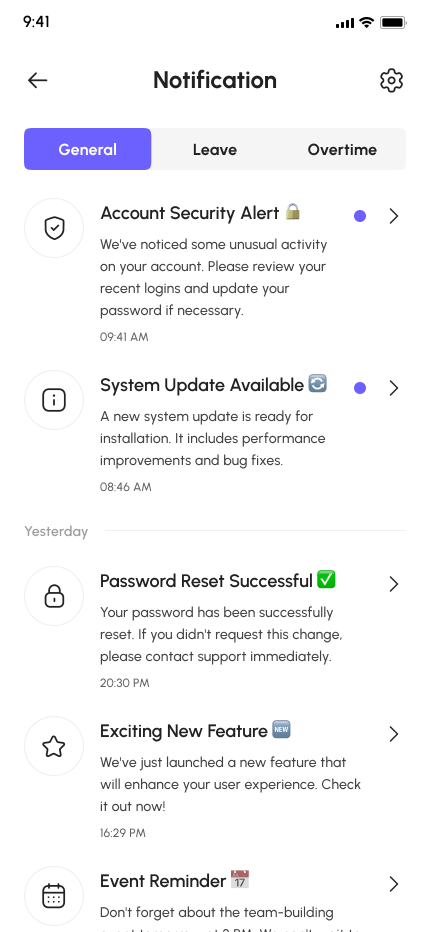 9:41
Notification
General Leave Overtime
Account Security Alert 🔒
We've noticed some unusual activity
on your account. Please review your
recent logins and update your
password if necessary.
09:41 AM
System Update Available 🔄
A new system update is ready for
installation. It includes performance
improvements and bug fixes.
08:46 AM
Yesterday
Password Reset Successful ✅
Your password has been successfully
reset. If you didn't request this change,
please contact support immediately.
20:30 PM
Exciting New Feature 🆕
We've just launched a new feature that
will enhance your user experience. Check
it out now!
16:29 PM
Event Reminder 📅
Don't forget about the team-building